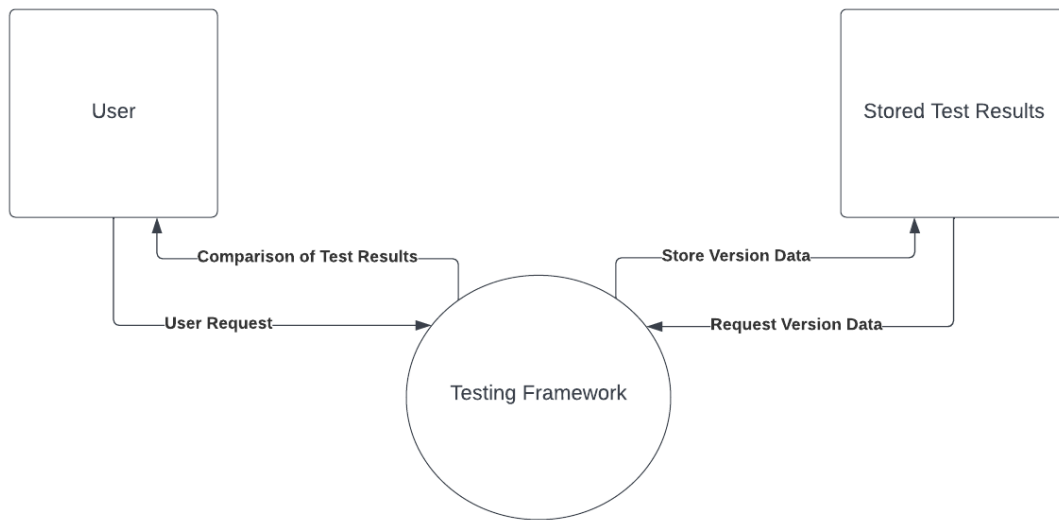 User
Stored Test Results
Comparison of Test Results
Store Version Data
User Request
Request Version Data
Testing Framework